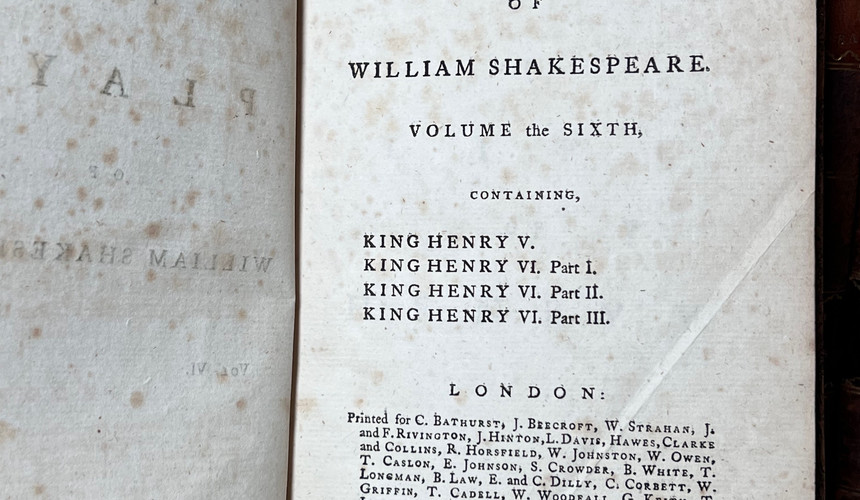 OF
WILLIAM SHAKESPEARE.
VOLUME the SIXTH,
CONTAINING,
KING HENRY V.
KING HENRY VI. Part I.
KING HENRY VI. Part II.
KING HENRY VI. Part III.
LONDON:
Printed for C. BATHURST, J. BEECROFT, W. STRAHAN, J.
and F. RIVINGTON, J. HINTON, L. DAVIS, HAWES, CLARKE
and COLLINS, R. HORSFIELD, W. JOHNSTON, W. OWEN,
T. CASLON, E. JOHNSON, S. CROWDER, B. WHITE, T.
LONGMAN, B. LAW, E. and C. DILLY, C. CORBETT, W.
GRIFFIN, T. CADELL, W. WOODFALL, G. KEITH, T.